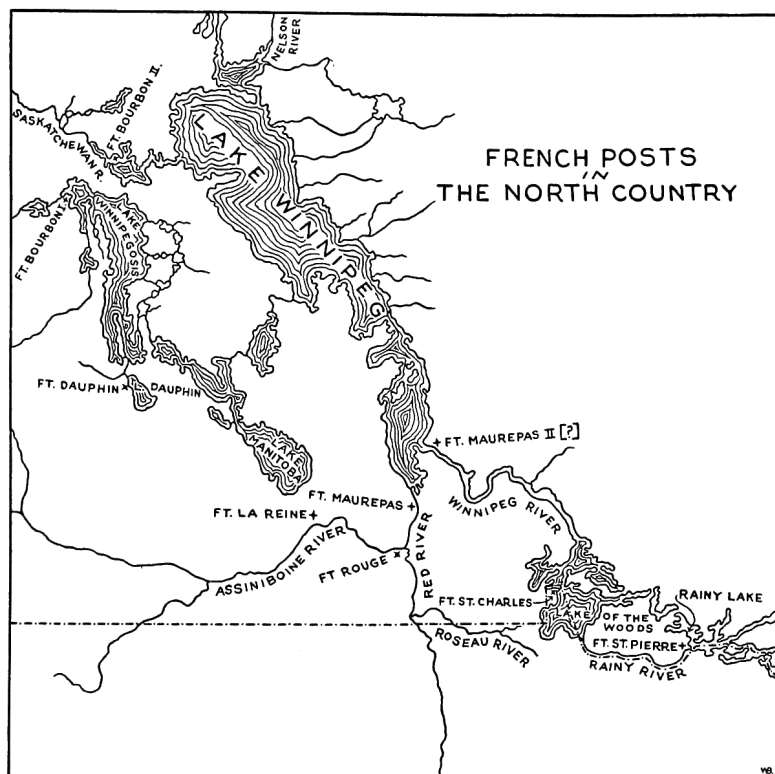 FRENCH POSTS
IN
THE NORTH COUNTRY
NELSON
RIVER
SASKATCHEWAN R.
FT. BOURBON II.
LAKE WINNIPEG
FT. BOURBON I
LAKE
WINNIPEGOSIS
FT. DAUPHIN
DAUPHIN
LAKE
MANITOBA
FT. MAUREPAS II [?]
FT. MAUREPAS
WINNIPEG RIVER
FT. LA REINE
ASSINIBOINE RIVER
FT ROUGE
RED RIVER
FT. ST. CHARLES
LAKE
OF THE
WOODS
RAINY LAKE
FT. ST. PIERRE
ROSEAU RIVER
RAINY RIVER